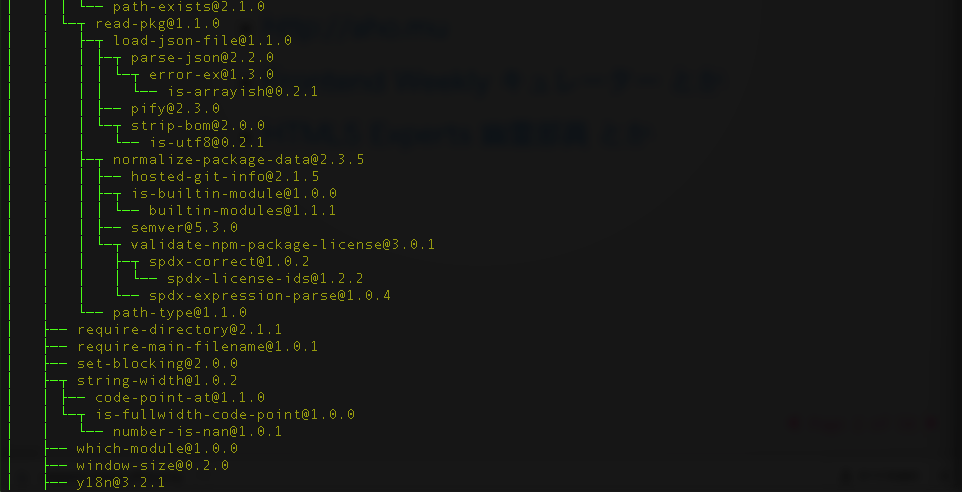 path-exists@2.1.0
read-pkg@1.1.0
load-json-file@1.1.0
parse-json@2.2.0
error-ex@1.3.0
is-arrayish@0.2.1
pify@2.3.0
strip-bom@2.0.0
is-utf8@0.2.1
normalize-package-data@2.3.5
hosted-git-info@2.1.5
is-builtin-module@1.0.0
builtin-modules@1.1.1
semver@5.3.0
validate-npm-package-license@3.0.1
spdx-correct@1.0.2
spdx-license-ids@1.2.2
spdx-expression-parse@1.0.4
path-type@1.1.0
require-directory@2.1.1
require-main-filename@1.0.1
set-blocking@2.0.0
string-width@1.0.2
code-point-at@1.1.0
is-fullwidth-code-point@1.0.0
number-is-nan@1.0.1
which-module@1.0.0
window-size@0.2.0
y18n@3.2.1